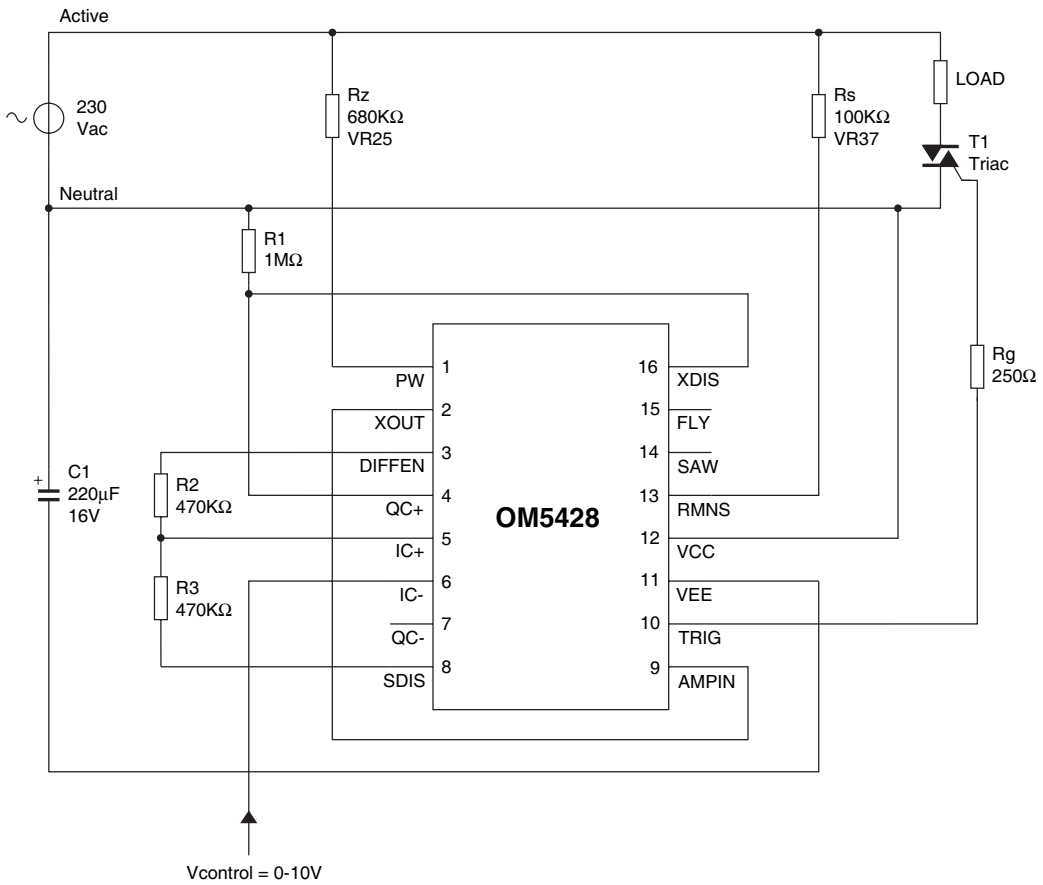 Active
230
Vac
Rz
680KΩ
VR25
Rs
100KΩ
VR37
LOAD
T1
Triac
Neutral
R1
1MΩ
Rg
250Ω
C1
+
220µF
16V
R2
470KΩ
R3
470KΩ
OM5428
1
PW
2
XOUT
3
DIFFEN
4
QC+
5
IC+
6
IC-
7
QC-
8
SDIS
16
XDIS
15
FLY
14
SAW
13
RMNS
12
VCC
11
VEE
10
TRIG
9
AMPIN
Vcontrol = 0-10V